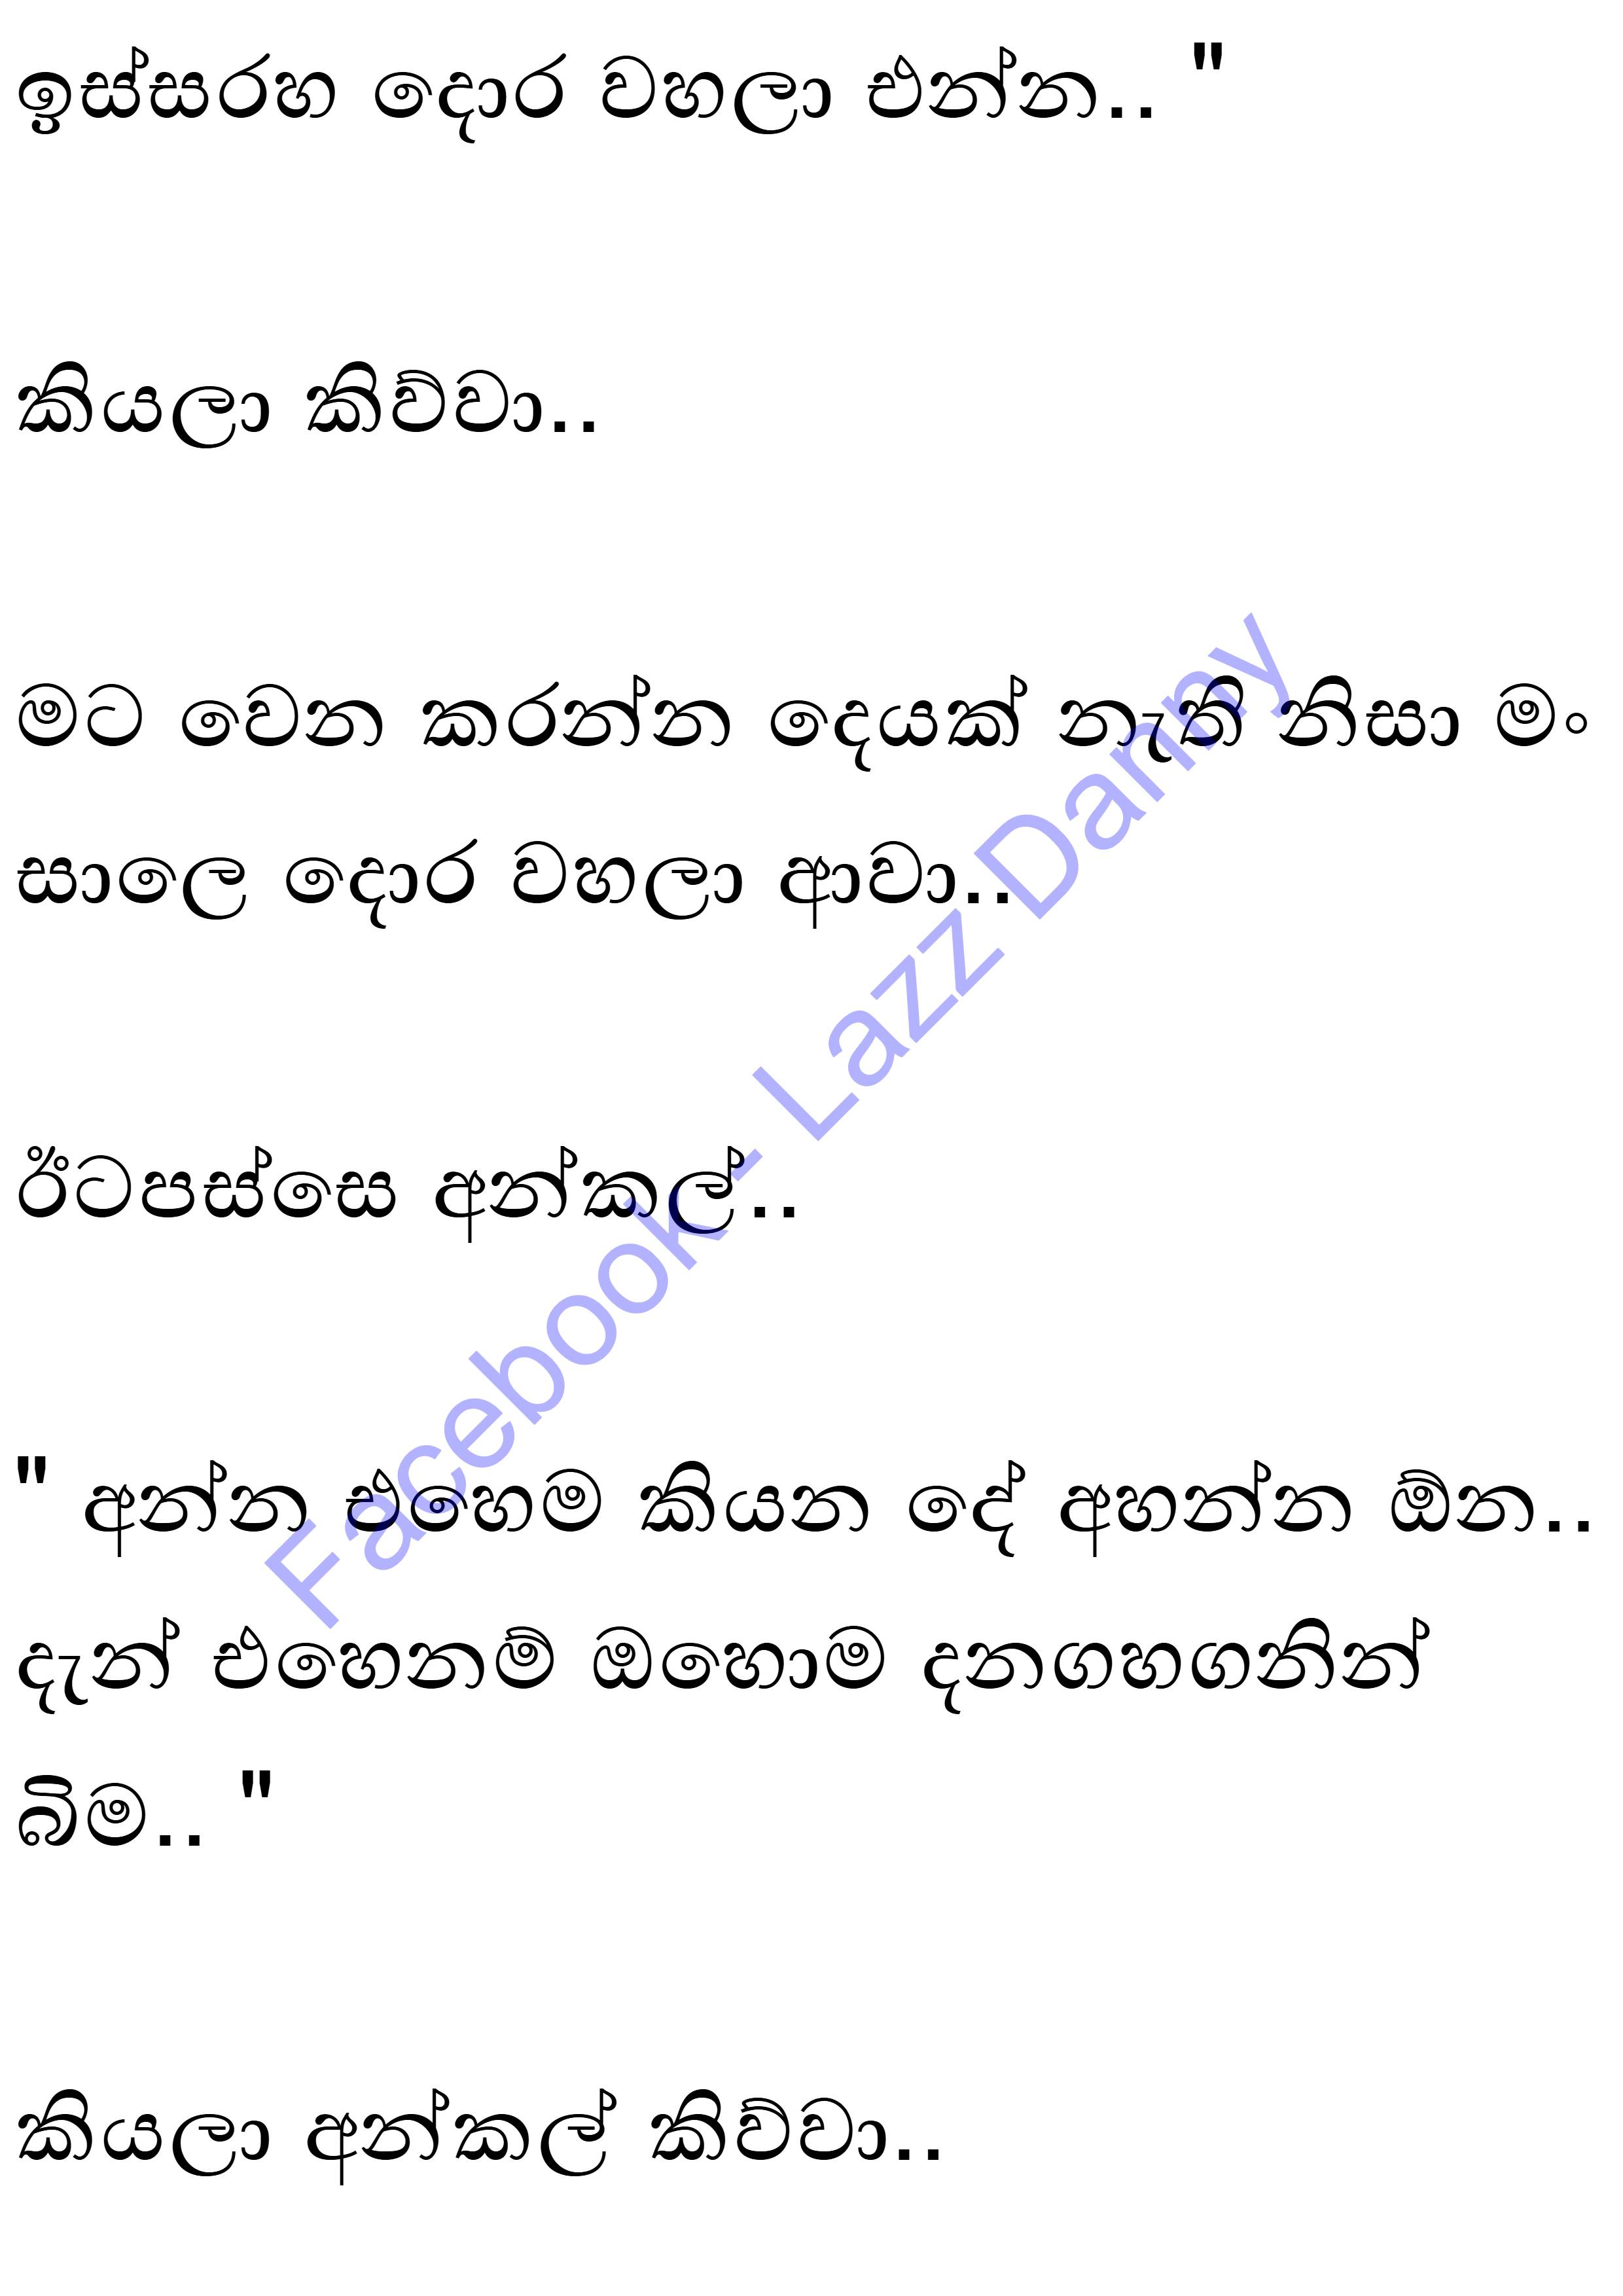 ඉස්සරහ දොර වහලා එන්න.. "
කියලා කිව්වා..
මට වෙන කරන්න දෙයක් නැති නිසා මං
සාලෙ දොර වහලා ආවා..
ඊටපස්සෙ අන්කල්..
" අන්න එහෙම කියන දේ අහන්න ඕන..
දැන් එහෙනම් ඔහොම දනගහගනින්
බිම.. "
කියලා අන්කල් කිව්වා..
Facebook - Lazz Danny